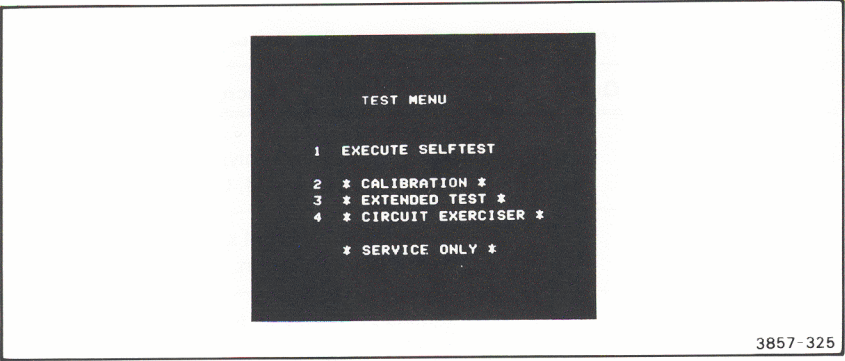 TEST MENU
1 EXECUTE SELFTEST
2 * CALIBRATION *
3 * EXTENDED TEST *
4 * CIRCUIT EXERCISER *
* SERVICE ONLY *
3857-325